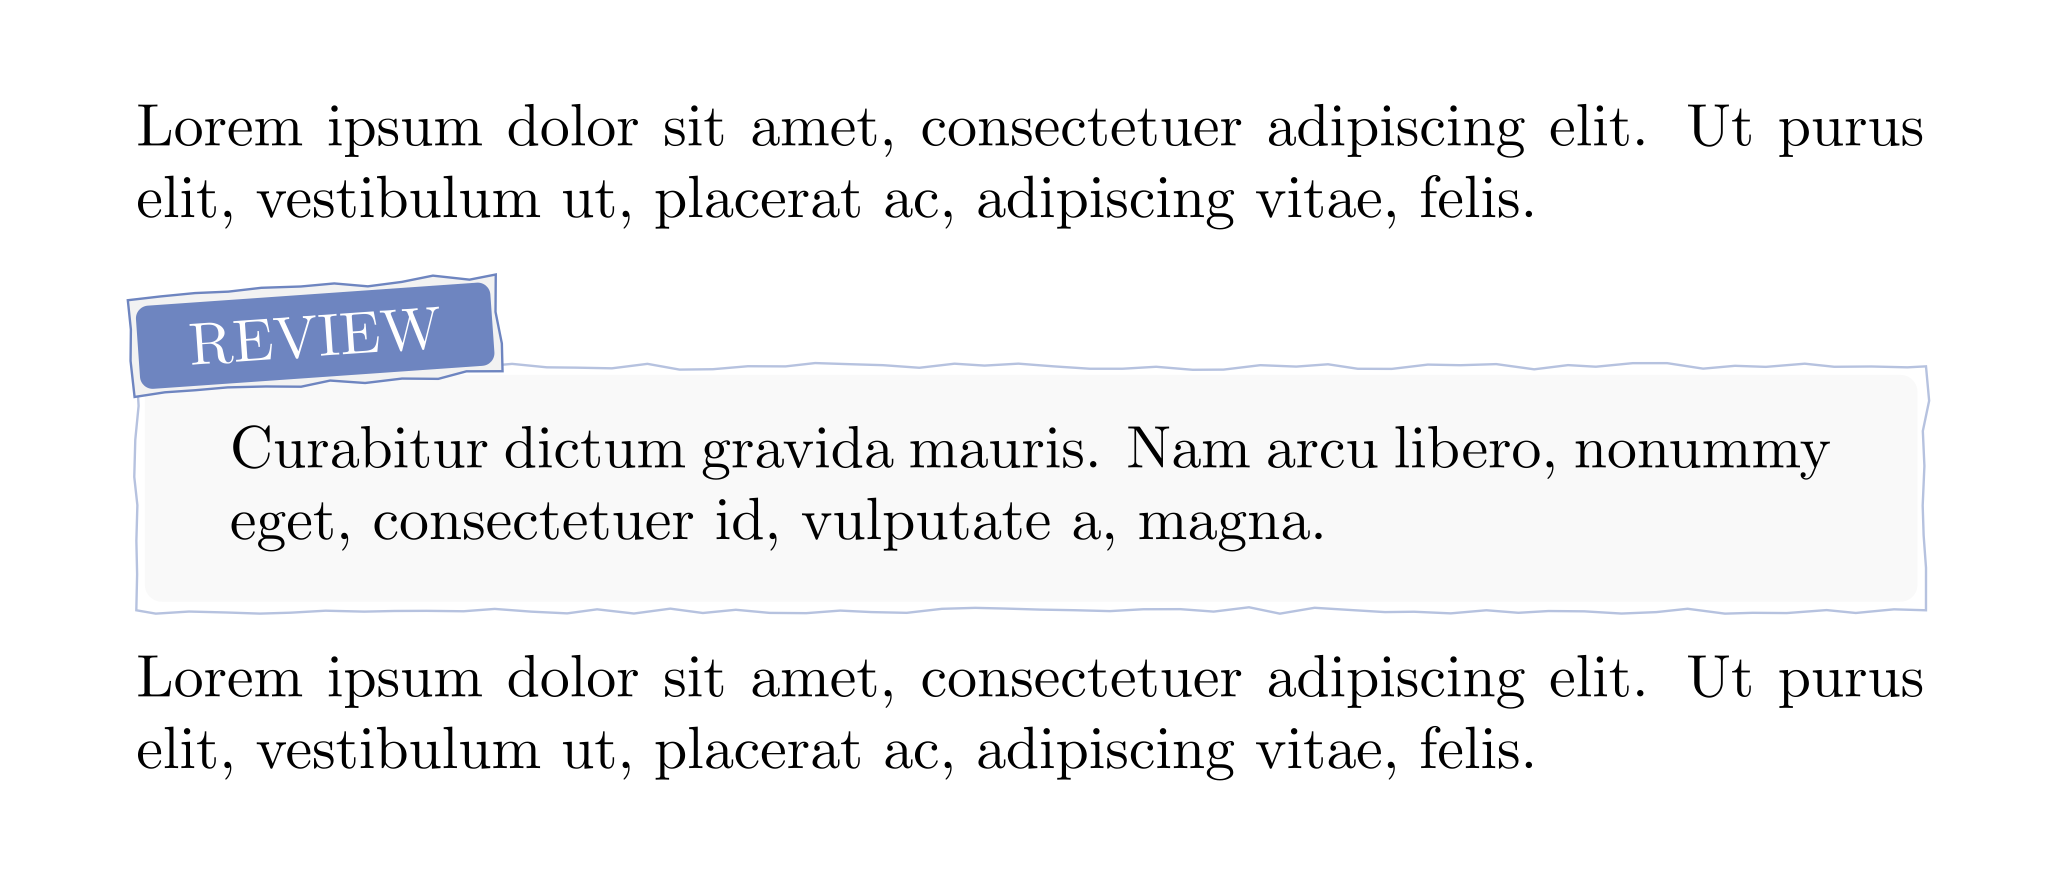 Lorem ipsum dolor sit amet, consectetuer adipiscing elit. Ut purus
elit, vestibulum ut, placerat ac, adipiscing vitae, felis.
REVIEW
Curabitur dictum gravida mauris. Nam arcu libero, nonummy
eget, consectetuer id, vulputate a, magna.
Lorem ipsum dolor sit amet, consectetuer adipiscing elit. Ut purus
elit, vestibulum ut, placerat ac, adipiscing vitae, felis.